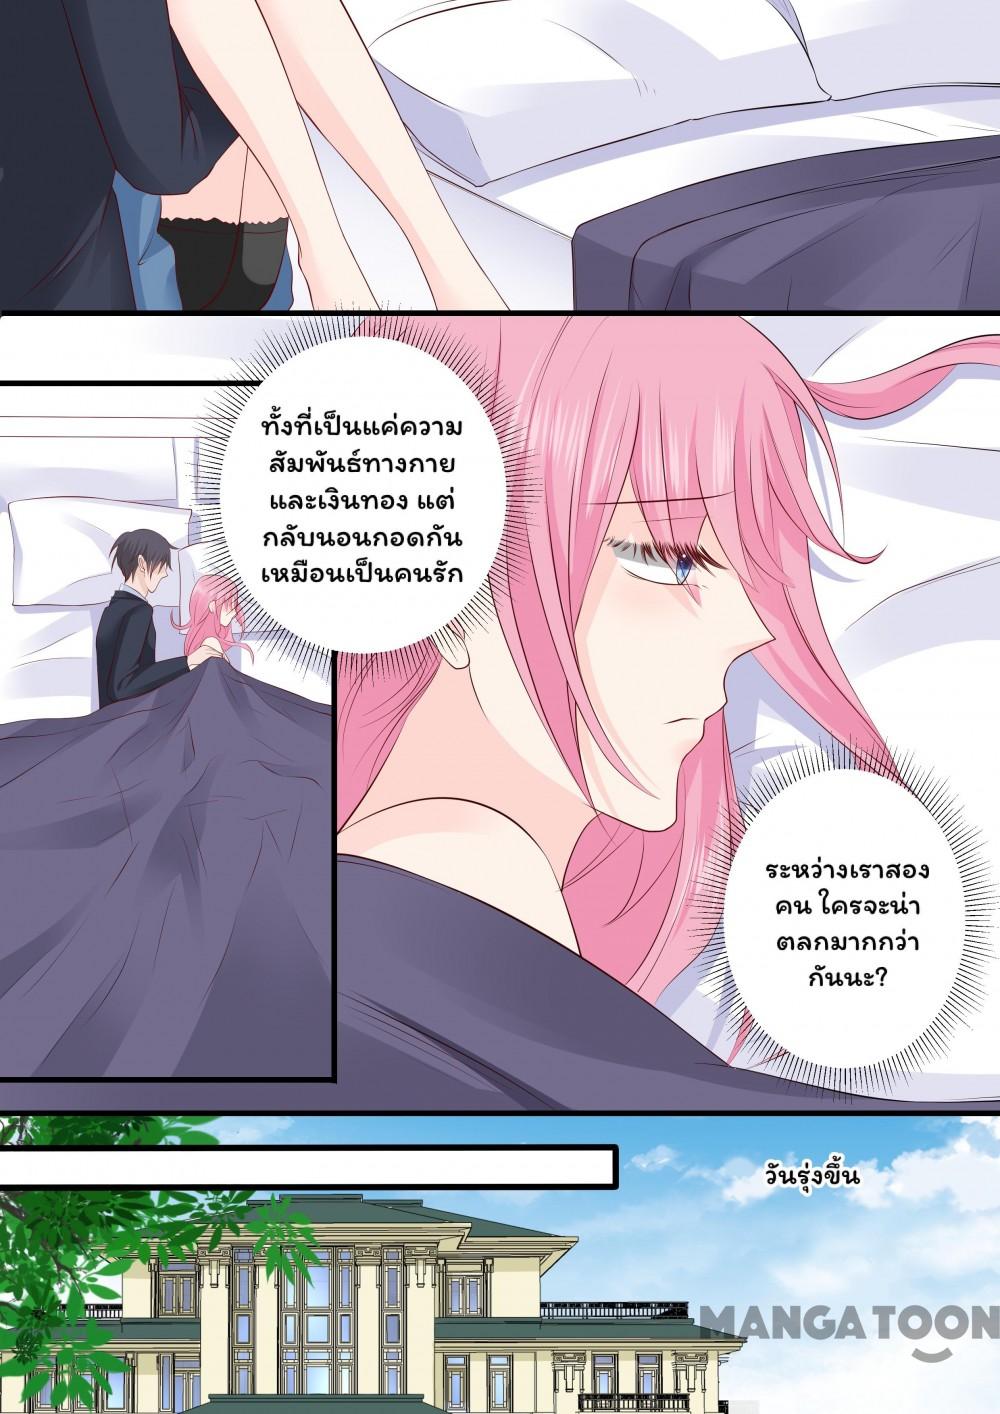 ทั้งที่เป็นแค่ความ
สัมพันธ์ทางกาย
และเงินทอง แต่
กลับนอนกอดกัน
เหมือนเป็นคนรัก
ระหว่างเราสอง
คน ใครจะน่า
ตลกมากกว่า
กันนะ?
วันรุ่งขึ้น
MANGATOON